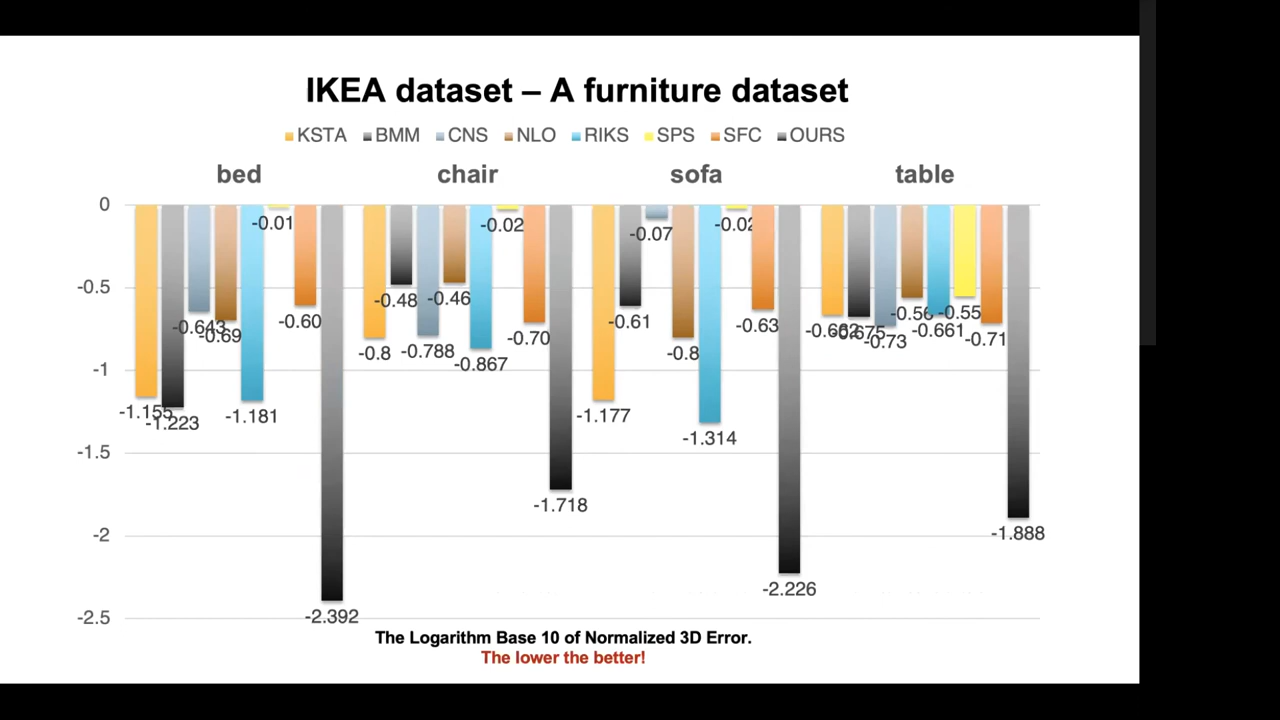 IKEA dataset – A furniture dataset
KSTA BMM CNS NLO RIKS SPS SFC OURS
bed chair sofa table
0
-0.01 -0.02 -0.07 -0.02
-0.5
-0.643 -0.69 -0.60 -0.48 -0.46 -0.61 -0.63 -0.675 -0.73 -0.56 -0.661 -0.55 -0.71
-0.8 -0.788 -0.867 -0.70 -0.8
-1
-1.155 -1.223 -1.181 -1.177 -1.314
-1.5
-1.718
-2
-1.888
-2.226
-2.392
-2.5
The Logarithm Base 10 of Normalized 3D Error.
The lower the better!